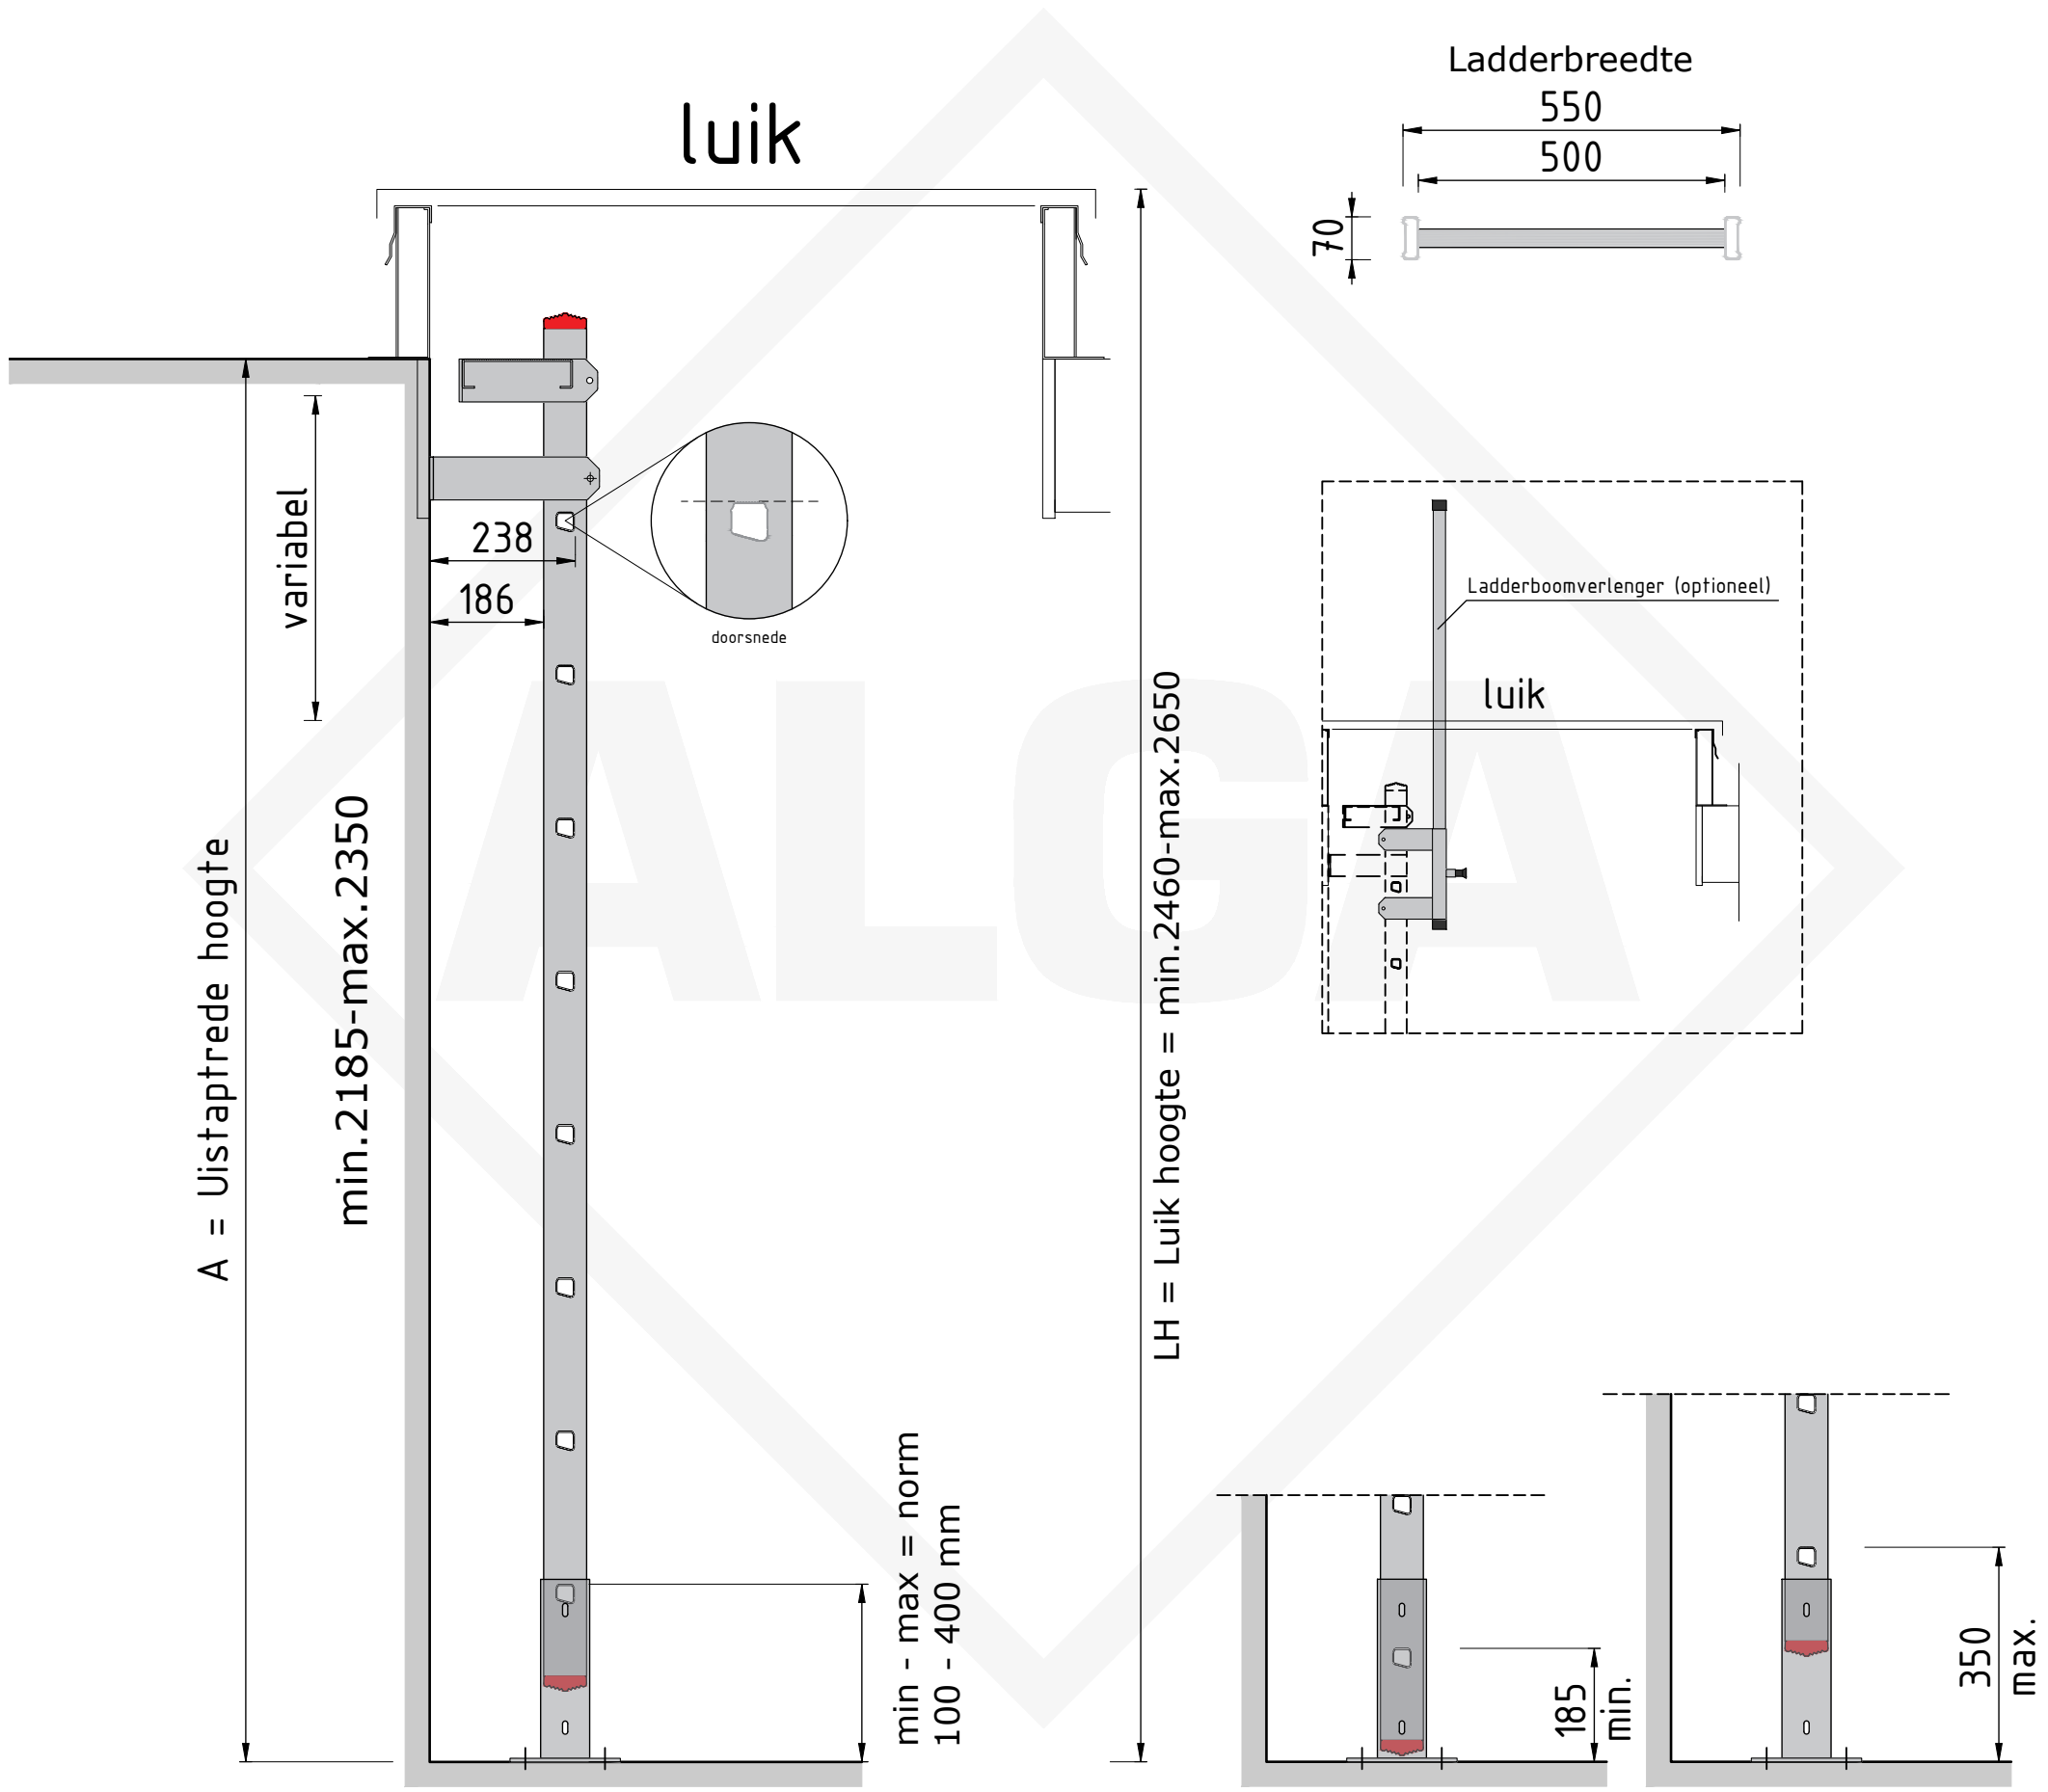 Ladderbreedte
550
500
70
luik
238
186
variabel
doorsnede
A = Uistaptrede hoogte
min.2185-max.2350
LH = Luik hoogte = min.2460-max.2650
Ladderboomverlenger (optioneel)
luik
ALGA
min - max = norm
100 - 400 mm
185
min.
350
max.